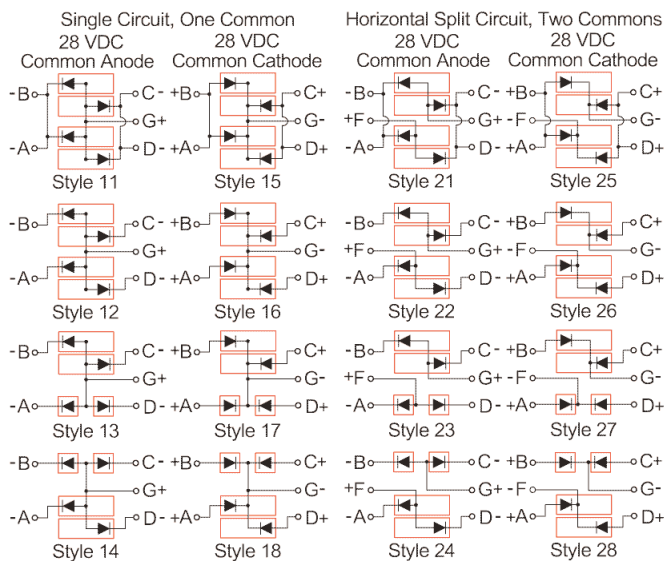 Single Circuit, One Common
Horizontal Split Circuit, Two Commons
28 VDC
Common Anode
28 VDC
Common Cathode
28 VDC
Common Anode
28 VDC
Common Cathode
-B
C-
G+
-A
D-
Style 11
+B
C+
G-
+A
D+
Style 15
-B
C-
+F
G+
-A
D-
Style 21
+B
C+
-F
G-
+A
D+
Style 25
-B
C-
G+
-A
D-
Style 12
+B
C+
G-
+A
D+
Style 16
-B
C-
+F
G+
-A
D-
Style 22
+B
C+
-F
G-
+A
D+
Style 26
-B
C-
G+
-A
D-
Style 13
+B
C+
G-
+A
D+
Style 17
-B
C-
+F
G+
-A
D-
Style 23
+B
C+
-F
G-
+A
D+
Style 27
-B
C-
G+
-A
D-
Style 14
+B
C+
G-
+A
D+
Style 18
-B
C-
+F
G+
-A
D-
Style 24
+B
C+
-F
G-
+A
D+
Style 28